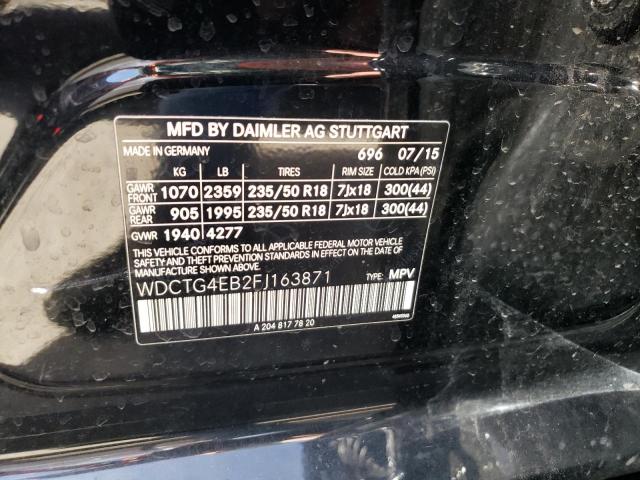 MFD BY DAIMLER AG STUTTGART
MADE IN GERMANY 696 07/15
KG LB TIRES RIM SIZE COLD KPA(PSI)
GAWR FRONT 1070 2359 235/50 R18 7Jx18 300(44)
GAWR REAR 905 1995 235/50 R18 7Jx18 300(44)
GVWR 1940 4277
THIS VEHICLE CONFORMS TO ALL APPLICABLE FEDERAL MOTOR VEHICLE
SAFETY AND THEFT PREVENTION STANDARDS IN EFFECT ON THE
DATE OF MANUFACTURE SHOWN ABOVE.
WDCTG4EB2FJ163871 TYPE: MPV
A 204 817 78 20